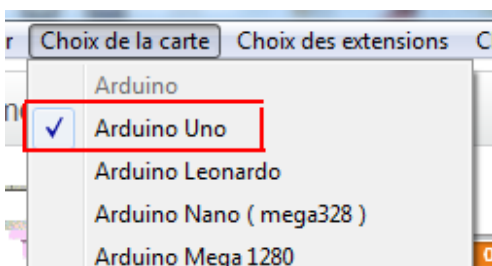 r Choix de la carte Choix des extensions C
Arduino
Arduino Uno
Arduino Leonardo
Arduino Nano ( mega328 )
Arduino Mega 1280